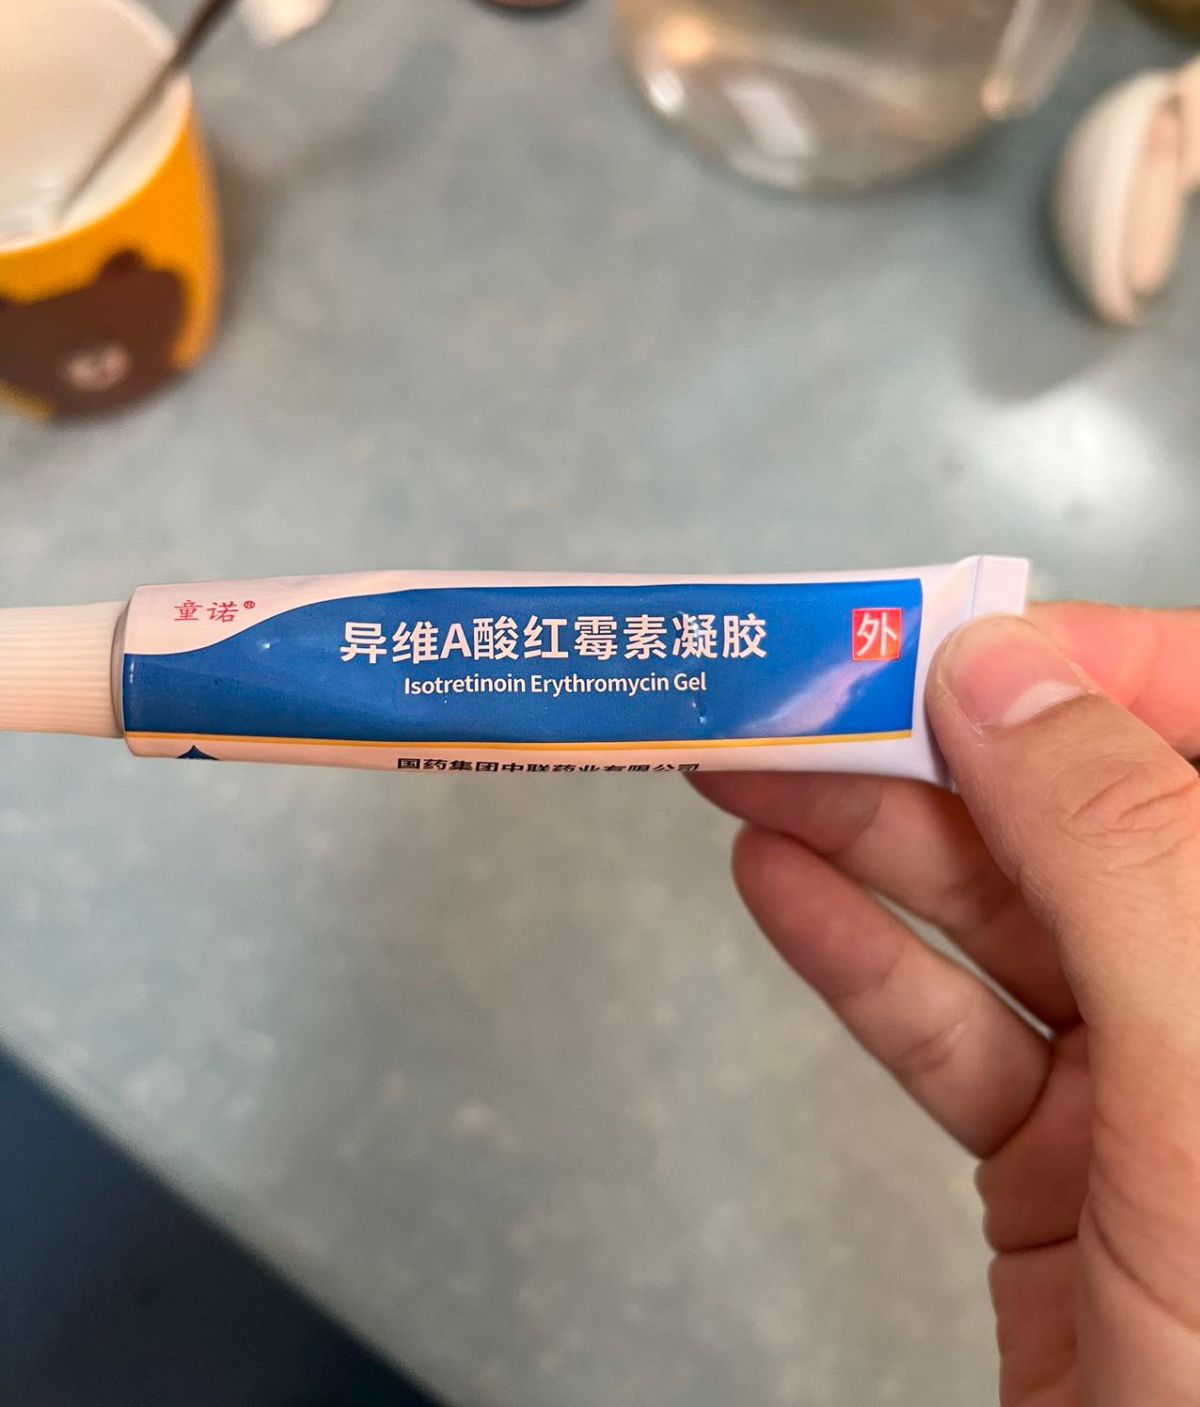 童诺®
异维A酸红霉素凝胶
外
Isotretinoin Erythromycin Gel
国药集团中联药业有限公司